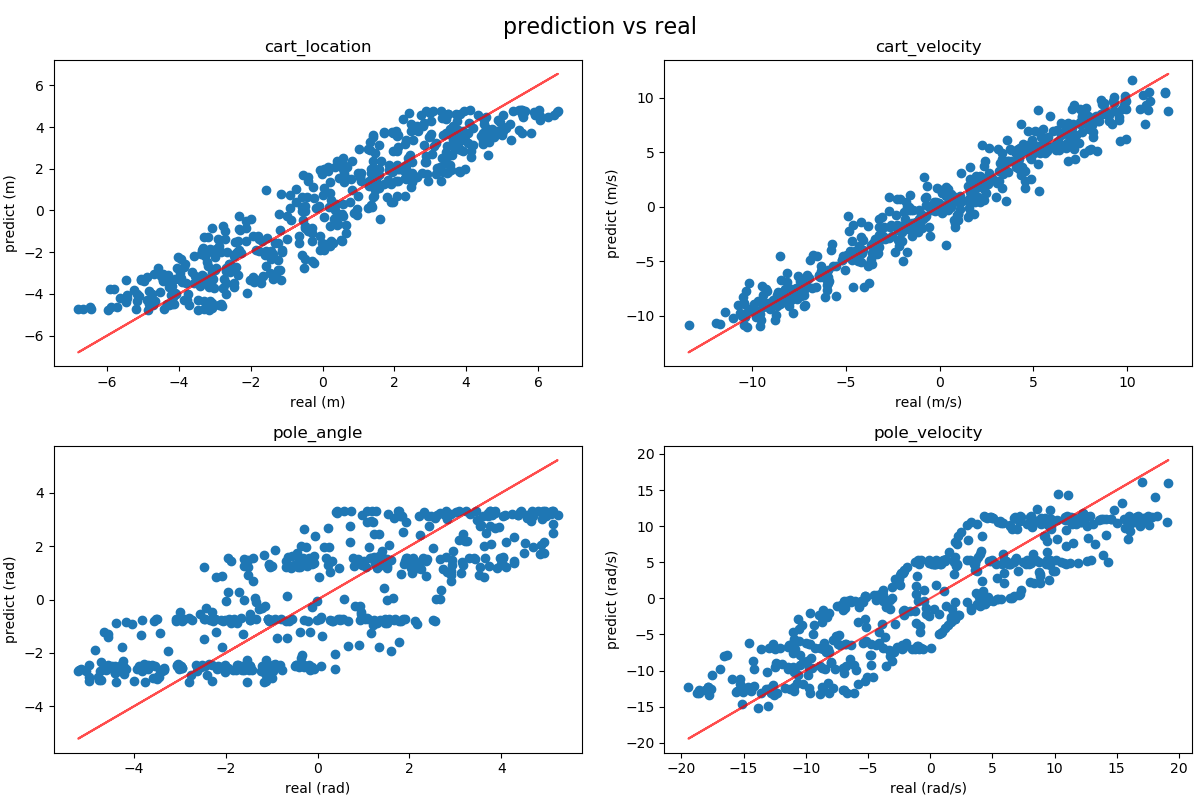 prediction vs real
cart_location
6
4
2
0
−2
−4
−6
predict (m)
−6 −4 −2 0 2 4 6
real (m)
cart_velocity
10
5
0
−5
−10
predict (m/s)
−10 −5 0 5 10
real (m/s)
pole_angle
4
2
0
−2
−4
predict (rad)
−4 −2 0 2 4
real (rad)
pole_velocity
20
15
10
5
0
−5
−10
−15
−20
predict (rad/s)
−20 −15 −10 −5 0 5 10 15 20
real (rad/s)